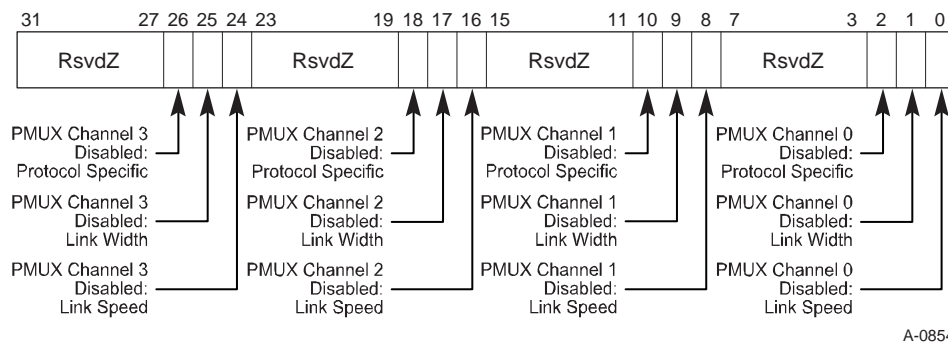 31 27 26 25 24 23 19 18 17 16 15 11 10 9 8 7 3 2 1 0
RsvdZ RsvdZ RsvdZ RsvdZ
PMUX Channel 3 PMUX Channel 2 PMUX Channel 1 PMUX Channel 0
Disabled: Disabled: Disabled: Disabled:
Protocol Specific Protocol Specific Protocol Specific Protocol Specific
PMUX Channel 3 PMUX Channel 2 PMUX Channel 1 PMUX Channel 0
Disabled: Disabled: Disabled: Disabled:
Link Width Link Width Link Width Link Width
PMUX Channel 3 PMUX Channel 2 PMUX Channel 1 PMUX Channel 0
Disabled: Disabled: Disabled: Disabled:
Link Speed Link Speed Link Speed Link Speed
A-0854